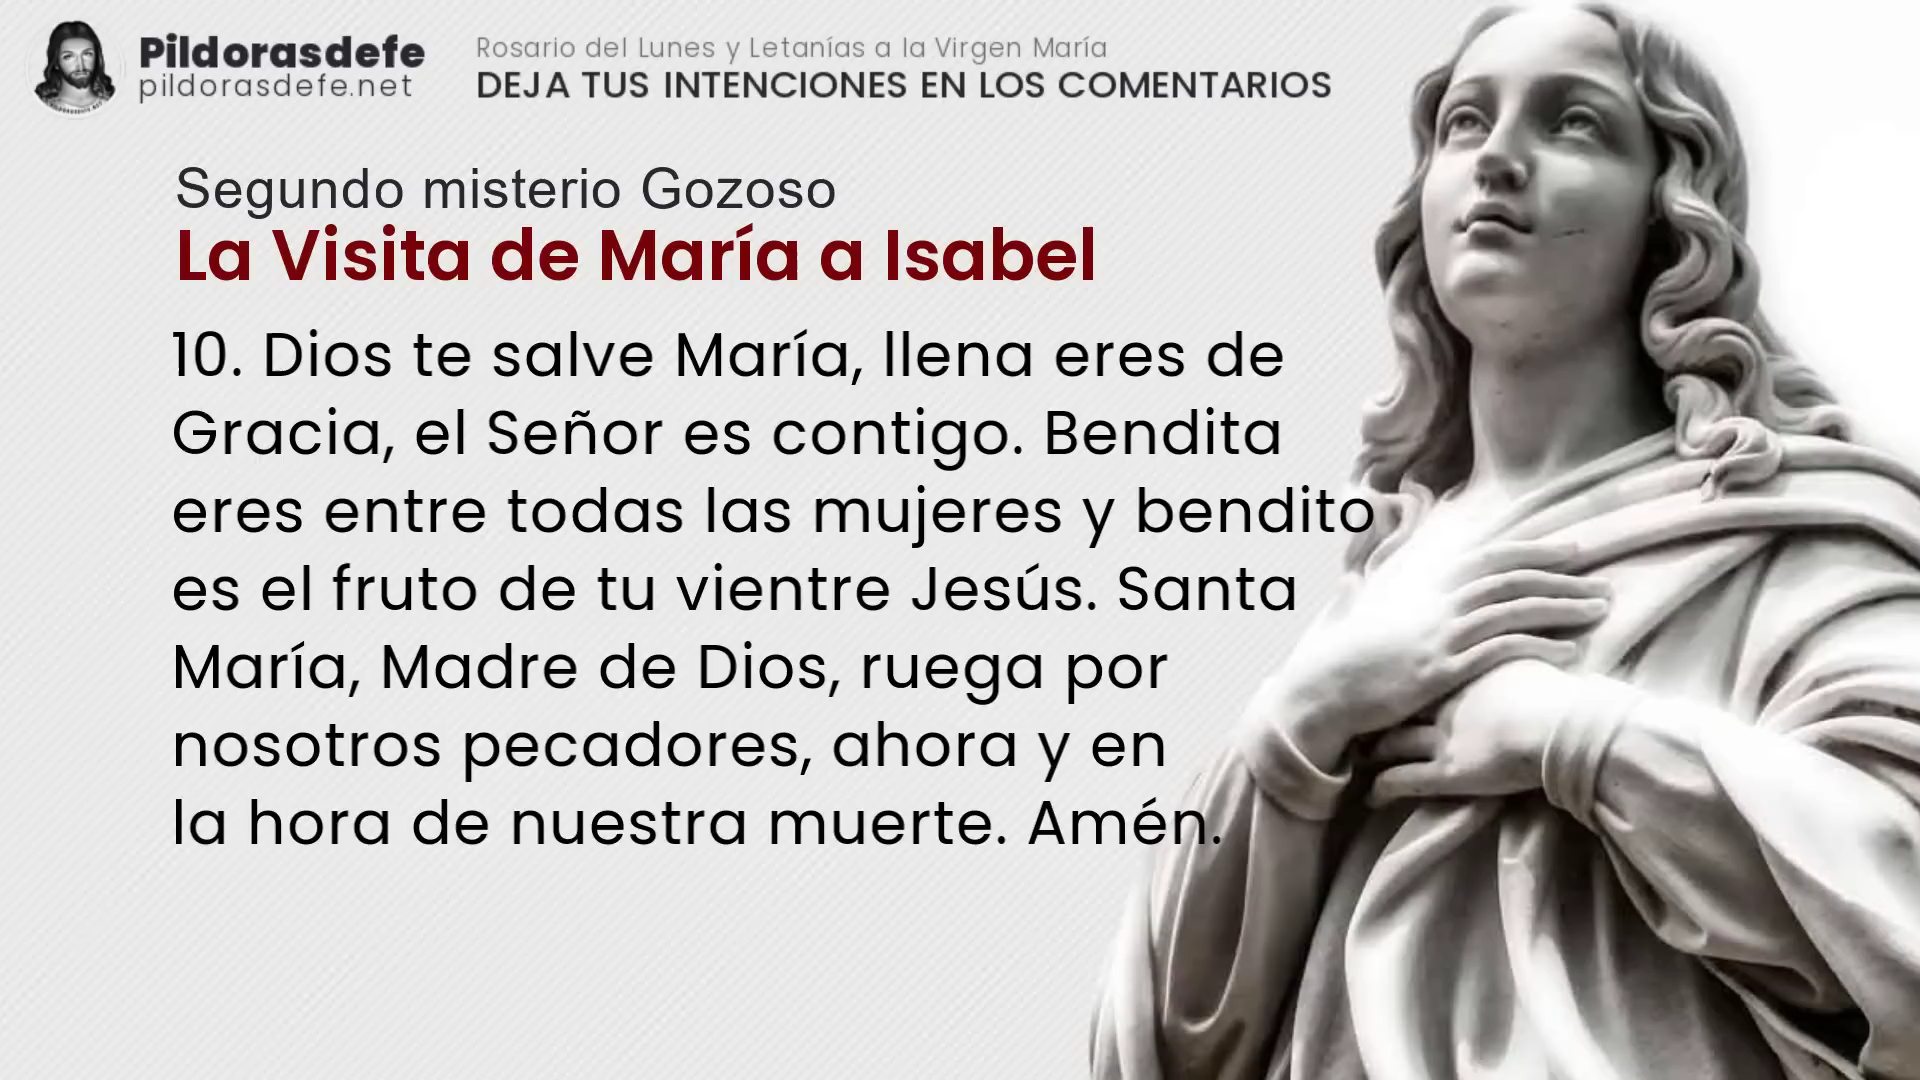 Pildorasdefe
pildorasdefe.net
Rosario del Lunes y Letanías a la Virgen María
DEJA TUS INTENCIONES EN LOS COMENTARIOS
Segundo misterio Gozoso
La Visita de María a Isabel
10. Dios te salve María, llena eres de
Gracia, el Señor es contigo. Bendita
eres entre todas las mujeres y bendito
es el fruto de tu vientre Jesús. Santa
María, Madre de Dios, ruega por
nosotros pecadores, ahora y en
la hora de nuestra muerte. Amén.